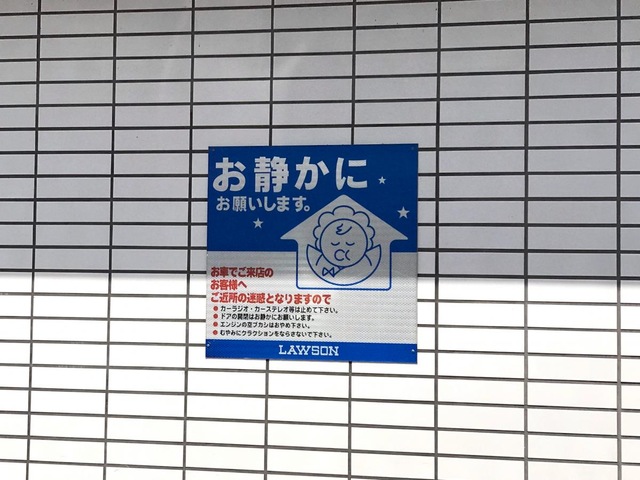 お静かに
お願いします。
お車でご来店の
お客様へ
ご近所の迷惑となりますので
● カーラジオ・カーステレオ等は止めて下さい。
● ドアの開閉はお静かにお願いします。
● エンジンの空ブカシはおやめ下さい。
● むやみにクラクションをならさないで下さい。
LAWSON